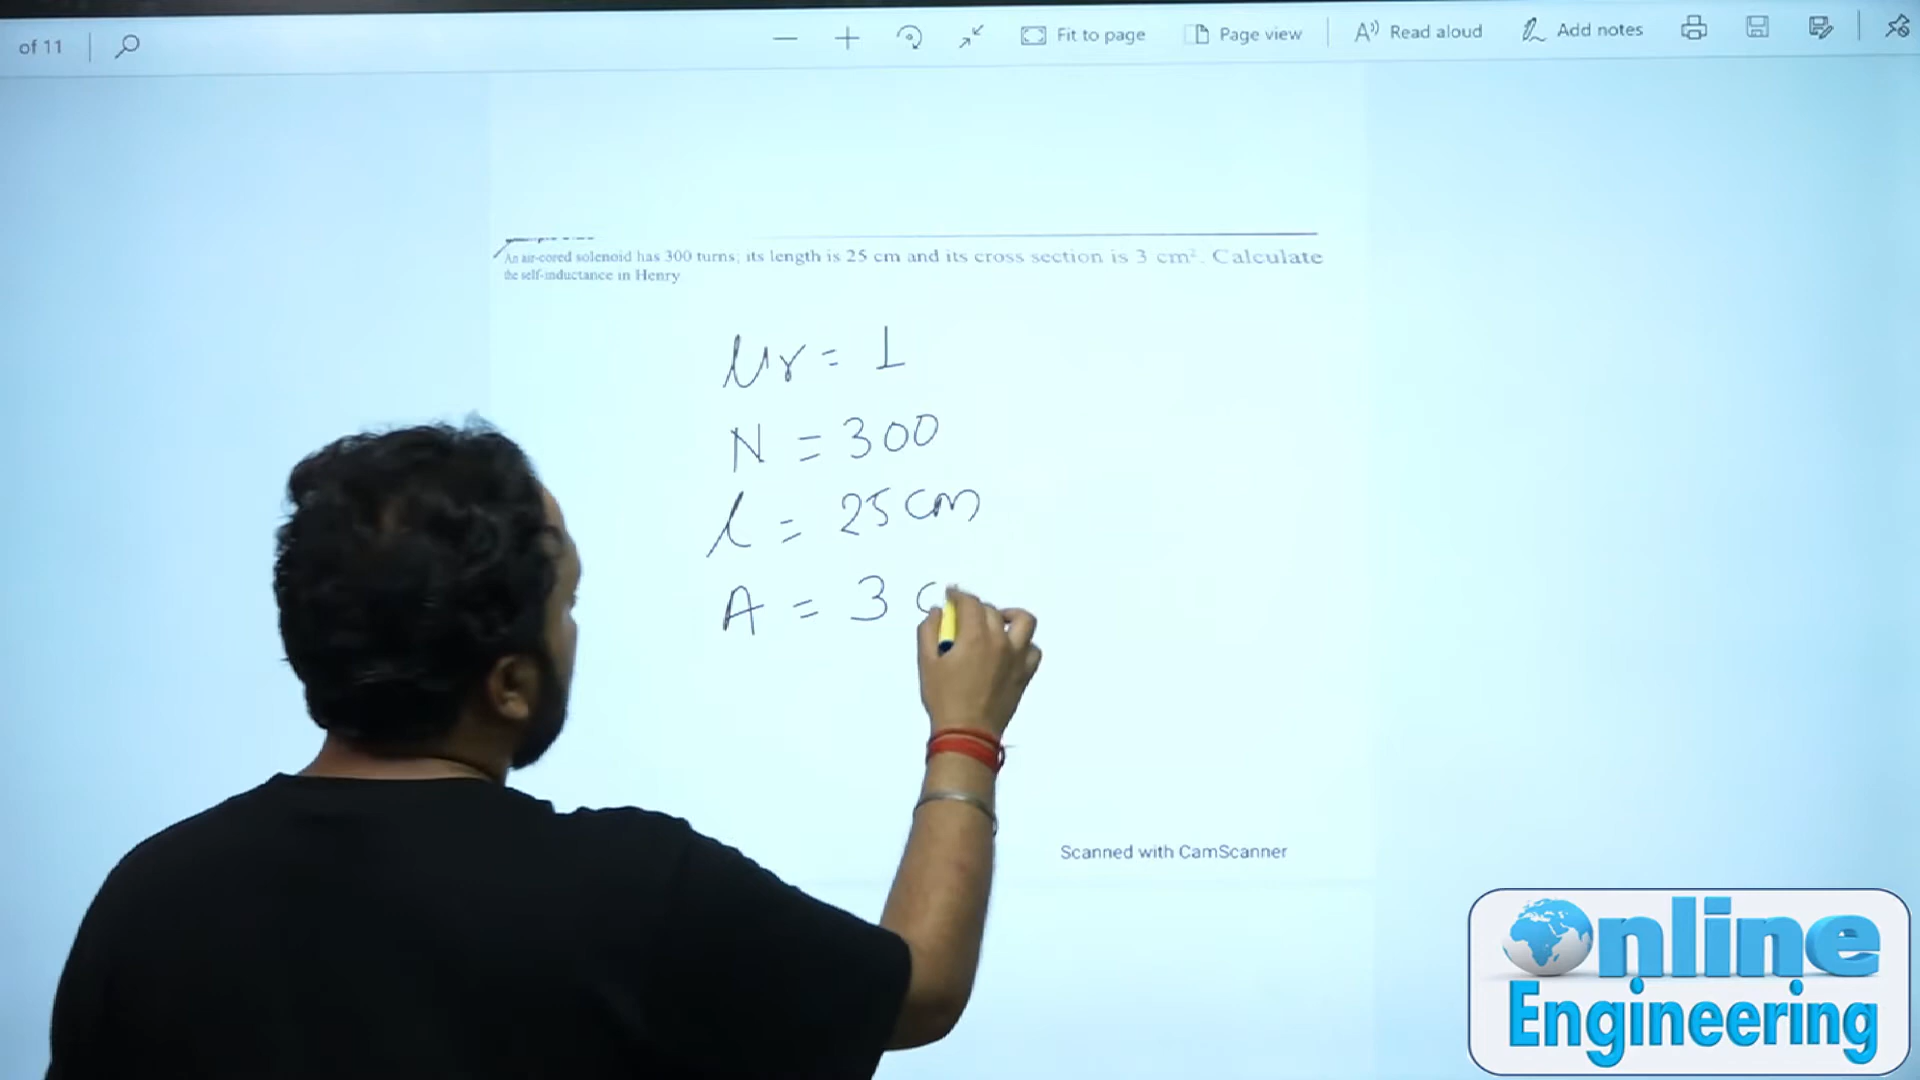 of 11
Fit to page
Page view
Read aloud
Add notes
An air-cored solenoid has 300 turns; its length is 25 cm and its cross section is 3 cm². Calculate
the self-inductance in Henry
μr = 1
N = 300
l = 25 cm
A = 3 c
Scanned with CamScanner
Online
Engineering